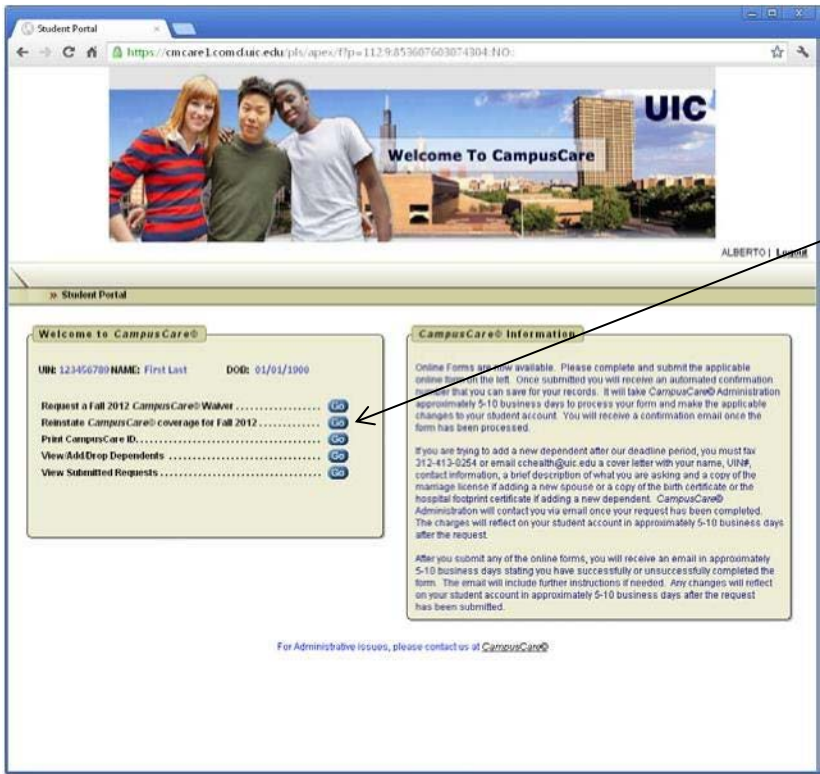 Student Portal
https://cmcare1.comd.uic.edu/pls/apex/f?p=112:9:853607603074304:NO::
UIC
Welcome To CampusCare
ALBERTO | Logout
» Student Portal
Welcome to CampusCare©
UIN: 123456789 NAME: First Last DOB: 01/01/1900
Request a Fall 2012 CampusCare© Waiver .................... Go
Reinstate CampusCare© coverage for Fall 2012 .............. Go
Print CampusCare ID. ...................................... Go
View/Add/Drop Dependents .................................. Go
View Submitted Requests ................................... Go
CampusCare© Information
Online Forms are now available. Please complete and submit the applicable
online form on the left. Once submitted you will receive an automated confirmation
number that you can save for your records. It will take CampusCare© Administration
approximately 5-10 business days to process your form and make the applicable
changes to your student account. You will receive a confirmation email once the
form has been processed.
If you are trying to add a new dependent after our deadline period, you must fax
312-413-0254 or email cchealth@uic.edu a cover letter with your name, UIN#,
contact information, a brief description of what you are asking and a copy of the
marriage license if adding a new spouse or a copy of the birth certificate or the
hospital footprint certificate if adding a new dependent. CampusCare©
Administration will contact you via email once your request has been completed.
The charges will reflect on your student account in approximately 5-10 business days
after the request.
After you submit any of the online forms, you will receive an email in approximately
5-10 business days stating you have successfully or unsuccessfully completed the
form. The email will include further instructions if needed. Any changes will reflect
on your student account in approximately 5-10 business days after the request
has been submitted.
For Administrative issues, please contact us at CampusCare©